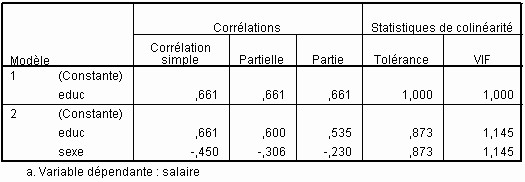 Corrélations Statistiques de colinéarité
Modèle Corrélation simple Partielle Partie Tolérance VIF
1 (Constante)
educ ,661 ,661 ,661 1,000 1,000
2 (Constante)
educ ,661 ,600 ,535 ,873 1,145
sexe -,450 -,306 -,230 ,873 1,145
a. Variable dépendante : salaire